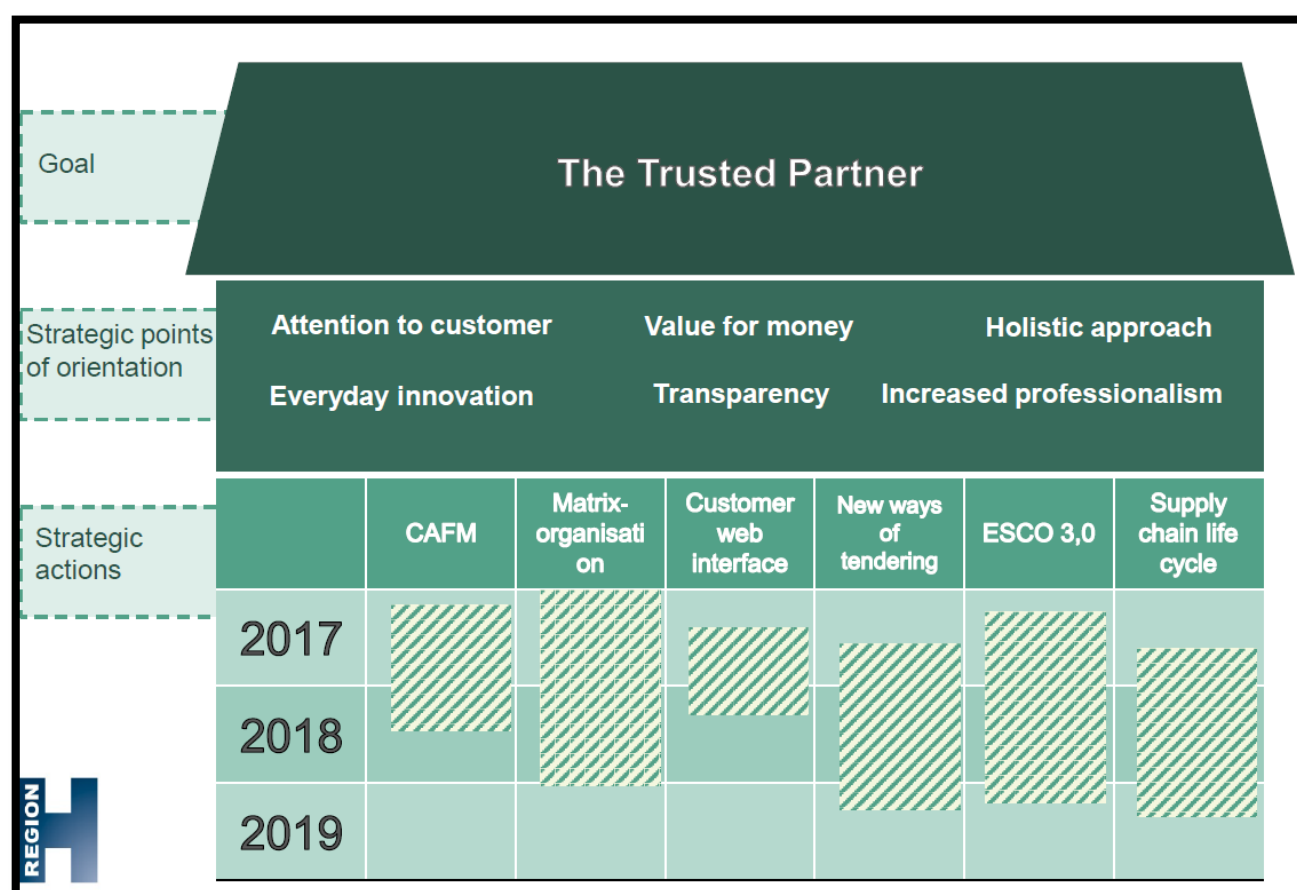 Goal
The Trusted Partner
Strategic points
of orientation
Attention to customer
Value for money
Holistic approach
Everyday innovation
Transparency
Increased professionalism
Strategic
actions
CAFM
Matrix-
organisati
on
Customer
web
interface
New ways
of
tendering
ESCO 3,0
Supply
chain life
cycle
2017
2018
2019
REGION
H